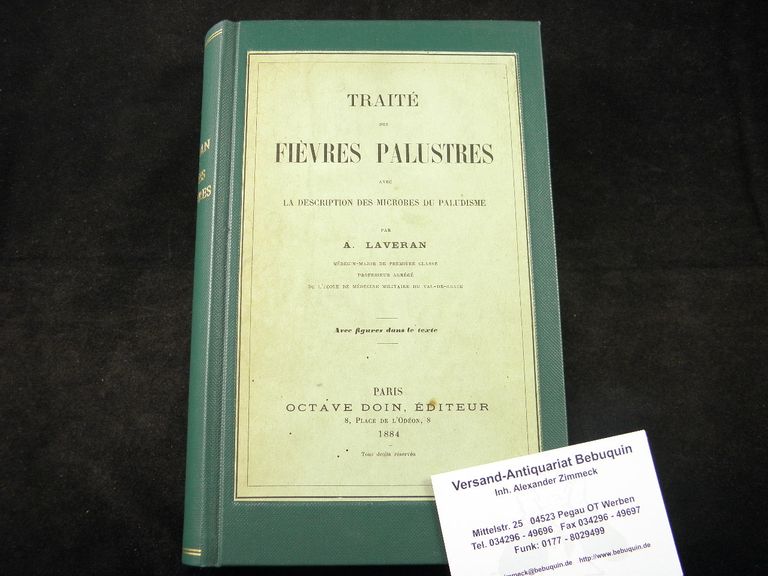 TRAITÉ
DES
FIÈVRES PALUSTRES
AVEC
LA DESCRIPTION DES MICROBES DU PALUDISME
PAR
A. LAVERAN
MÉDECIN-MAJOR DE PREMIÈRE CLASSE
PROFESSEUR AGRÉGÉ
DE L'ÉCOLE DE MÉDECINE MILITAIRE DU VAL-DE-GRACE
Avec figures dans le texte
PARIS
OCTAVE DOIN, ÉDITEUR
8, PLACE DE L'ODÉON, 8
1884
Tous droits réservés
Versand-Antiquariat Bebuquin
Inh. Alexander Zimmeck
Mittelstr. 25 04523 Pegau OT Werben
Tel. 034296 - 49696 Fax 034296 - 49697
Funk: 0177 - 8029499
immeck@bebuquin.de http://www.bebuquin.de